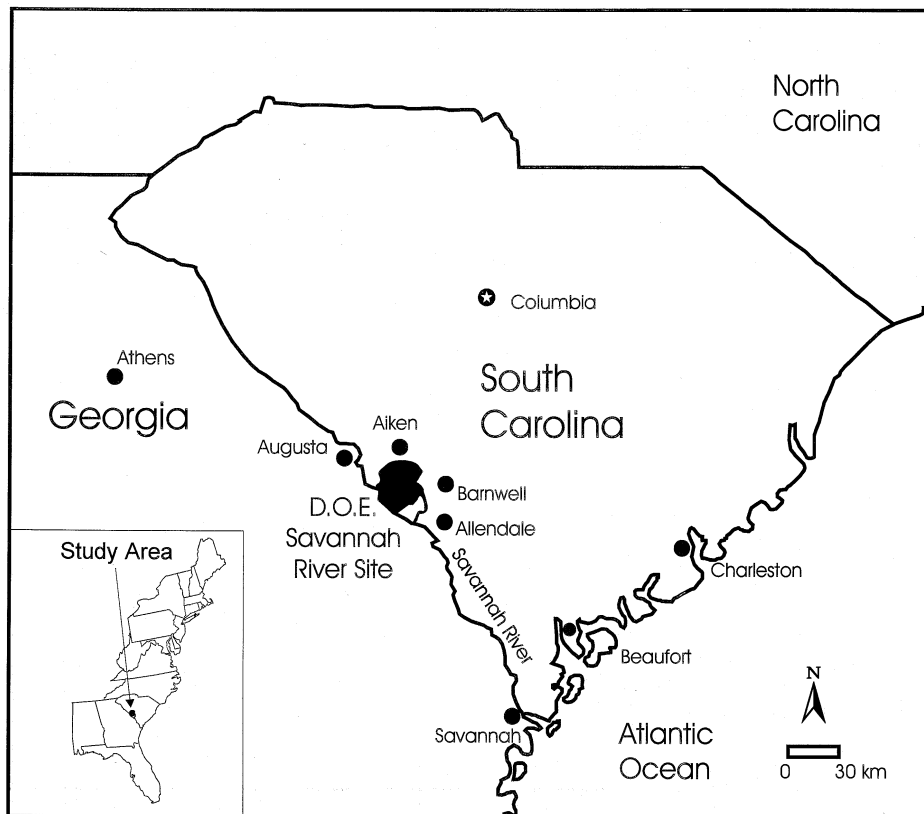 North
Carolina
Columbia
Athens
South
Carolina
Georgia
Aiken
Augusta
Barnwell
D.O.E.
Savannah
River Site
Allendale
Study Area
Savannah River
Charleston
Beaufort
N
Savannah
Atlantic
Ocean
0 30 km